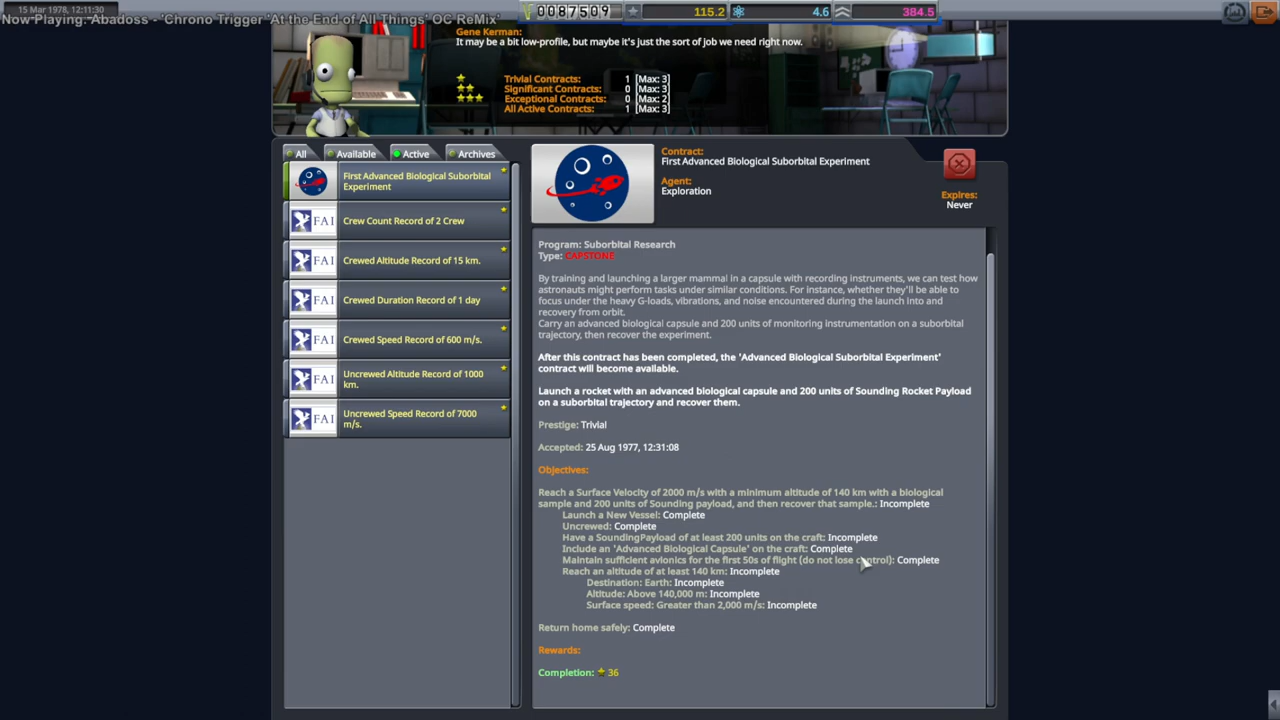 Now Playing: Abadoss - 'Chrono Trigger 'At the End of All Things' OC ReMix'
15 Mar 1978, 12:11:30
0087509
115.2
4.6
384.5
Gene Kerman:
It may be a bit low-profile, but maybe it's just the sort of job we need right now.
Trivial Contracts: 1 [Max: 3]
Significant Contracts: 0 [Max: 3]
Exceptional Contracts: 0 [Max: 2]
All Active Contracts: 1 [Max: 3]
All
Available
Active
Archives
First Advanced Biological Suborbital
Experiment
FAI
Crew Count Record of 2 Crew
FAI
Crewed Altitude Record of 15 km.
FAI
Crewed Duration Record of 1 day
FAI
Crewed Speed Record of 600 m/s.
FAI
Uncrewed Altitude Record of 1000
km.
FAI
Uncrewed Speed Record of 7000
m/s.
Contract:
First Advanced Biological Suborbital Experiment
Agent:
Exploration
Expires:
Never
Program: Suborbital Research
Type: CAPSTONE
By training and launching a larger mammal in a capsule with recording instruments, we can test how
astronauts might perform tasks under similar conditions. For instance, whether they'll be able to
focus under the heavy G-loads, vibrations, and noise encountered during the launch into and
recovery from orbit.
Carry an advanced biological capsule and 200 units of monitoring instrumentation on a suborbital
trajectory, then recover the experiment.
After this contract has been completed, the 'Advanced Biological Suborbital Experiment'
contract will become available.
Launch a rocket with an advanced biological capsule and 200 units of Sounding Rocket Payload
on a suborbital trajectory and recover them.
Prestige: Trivial
Accepted: 25 Aug 1977, 12:31:08
Objectives:
Reach a Surface Velocity of 2000 m/s with a minimum altitude of 140 km with a biological
sample and 200 units of Sounding payload, and then recover that sample.: Incomplete
Launch a New Vessel: Complete
Uncrewed: Complete
Have a SoundingPayload of at least 200 units on the craft: Incomplete
Include an 'Advanced Biological Capsule' on the craft: Complete
Maintain sufficient avionics for the first 50s of flight (do not lose control): Complete
Reach an altitude of at least 140 km: Incomplete
Destination: Earth: Incomplete
Altitude: Above 140,000 m: Incomplete
Surface speed: Greater than 2,000 m/s: Incomplete
Return home safely: Complete
Rewards:
Completion: 36